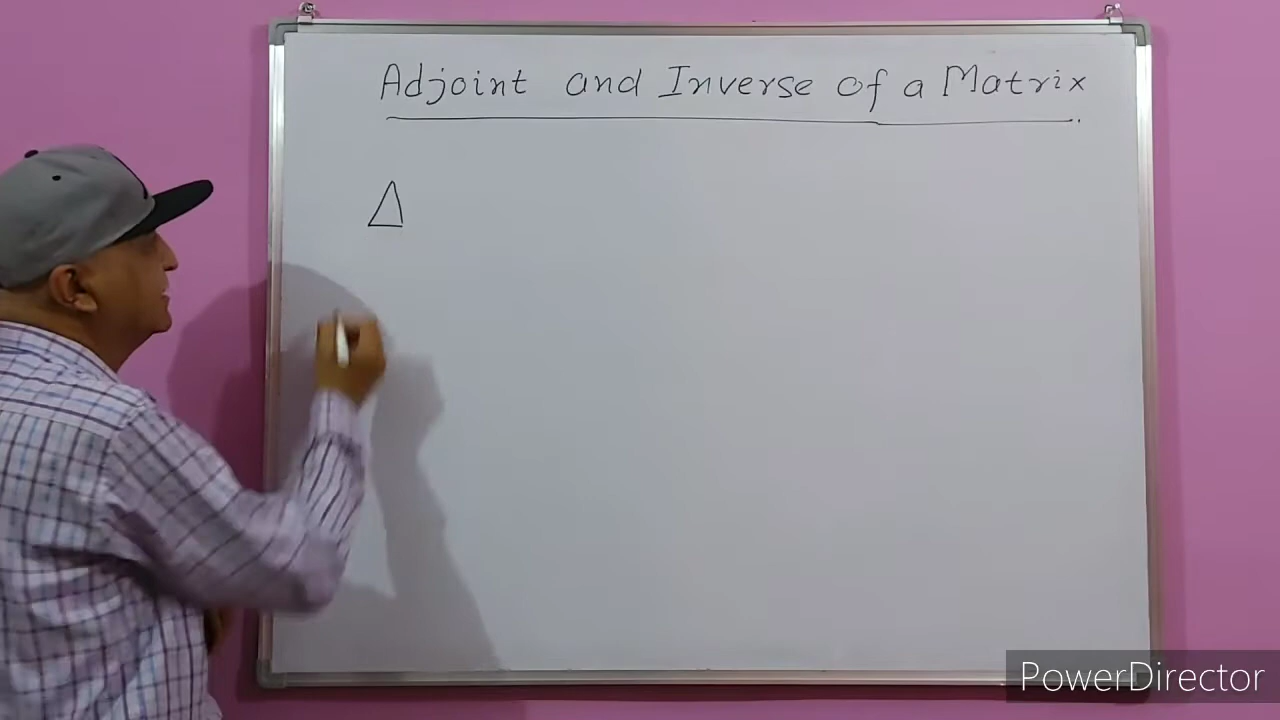 Adjoint and Inverse of a Matrix
Δ
PowerDirector